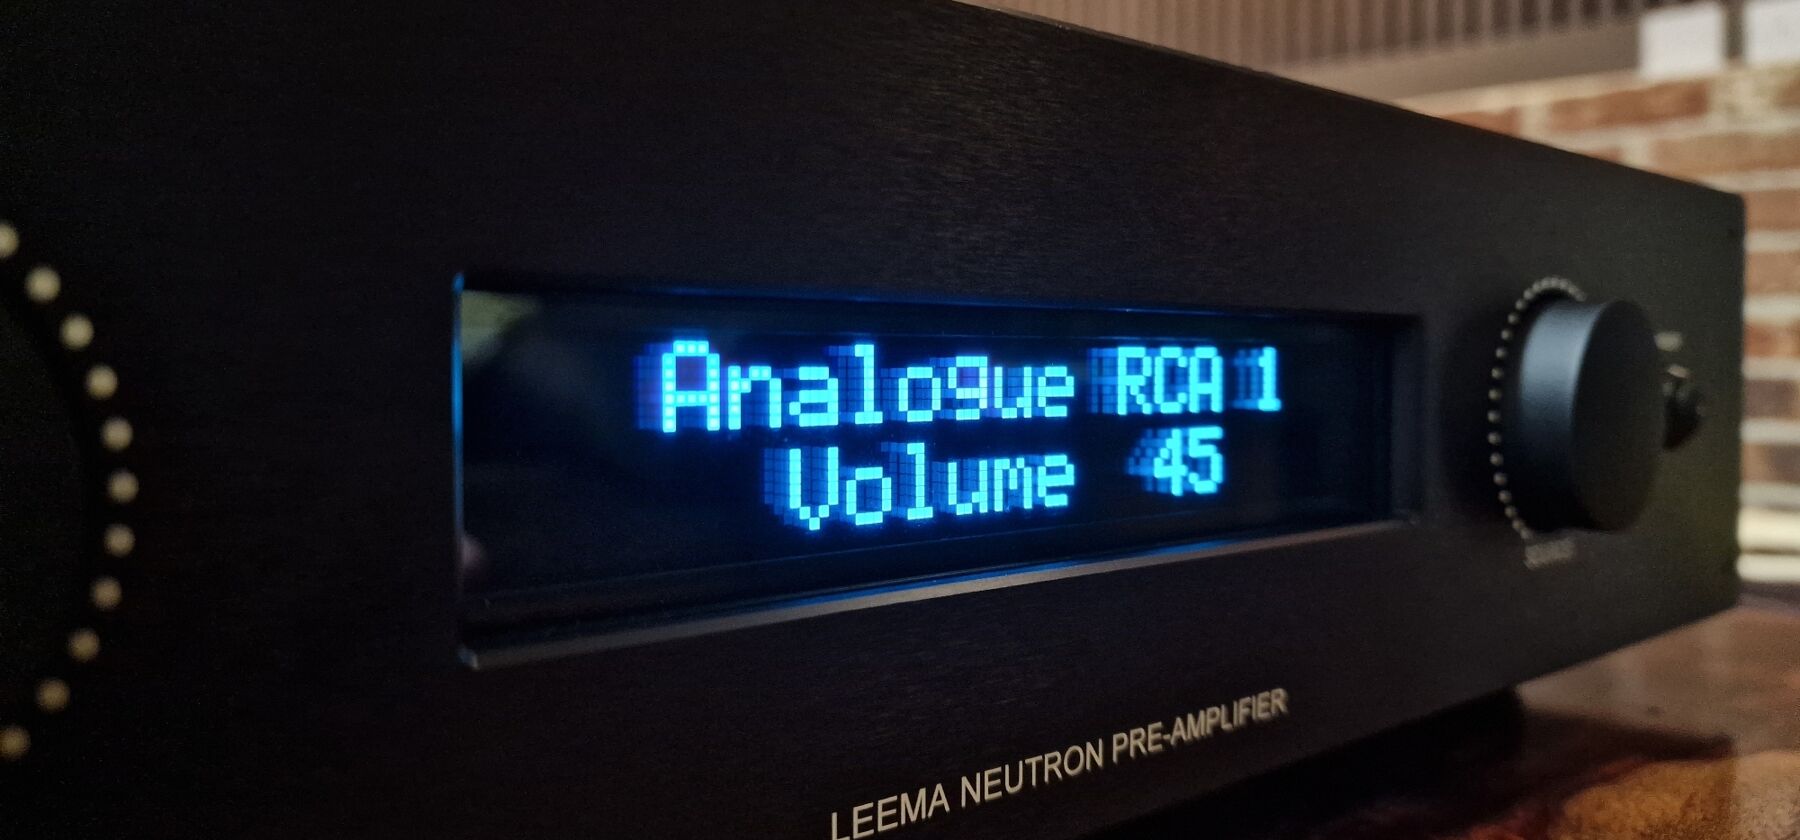 Analogue RCA 1
Volume 45
LEEMA NEUTRON PRE-AMPLIFIER